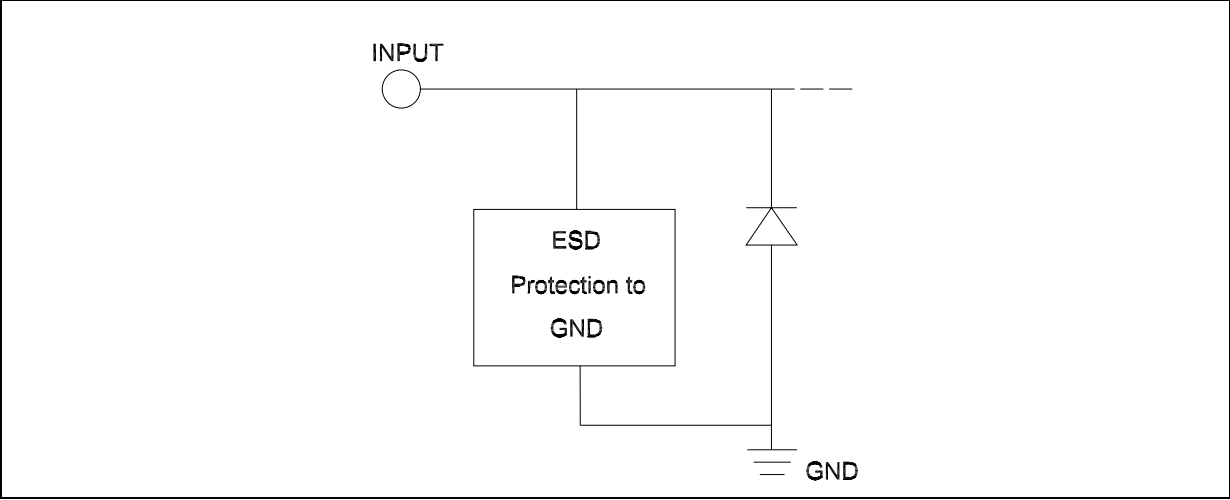 INPUT
ESD
Protection to
GND
GND